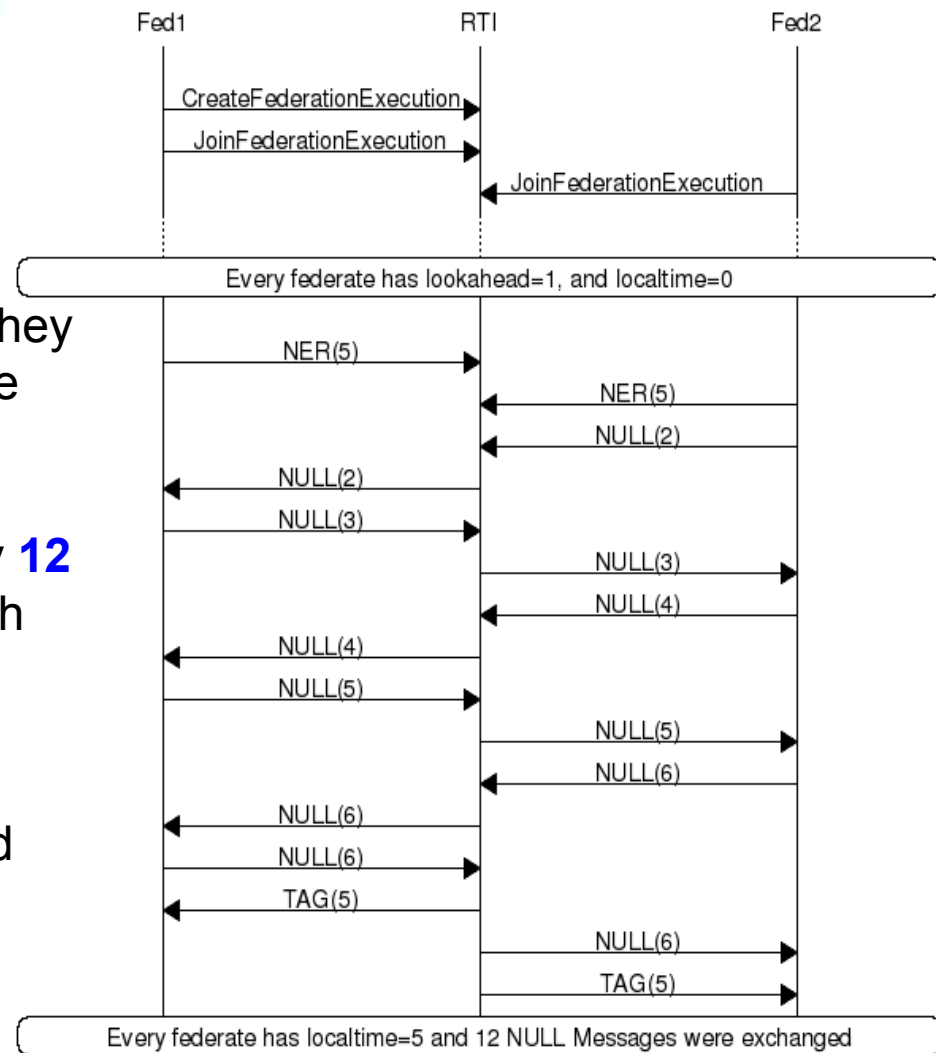 Fed1 RTI Fed2
CreateFederationExecution
JoinFederationExecution
JoinFederationExecution
Every federate has lookahead=1, and localtime=0
hey
NER(5)
e
NER(5)
NULL(2)
NULL(2)
NULL(3)
y 12
NULL(3)
h
NULL(4)
NULL(4)
NULL(5)
NULL(5)
NULL(6)
NULL(6)
d
NULL(6)
TAG(5)
NULL(6)
TAG(5)
Every federate has localtime=5 and 12 NULL Messages were exchanged